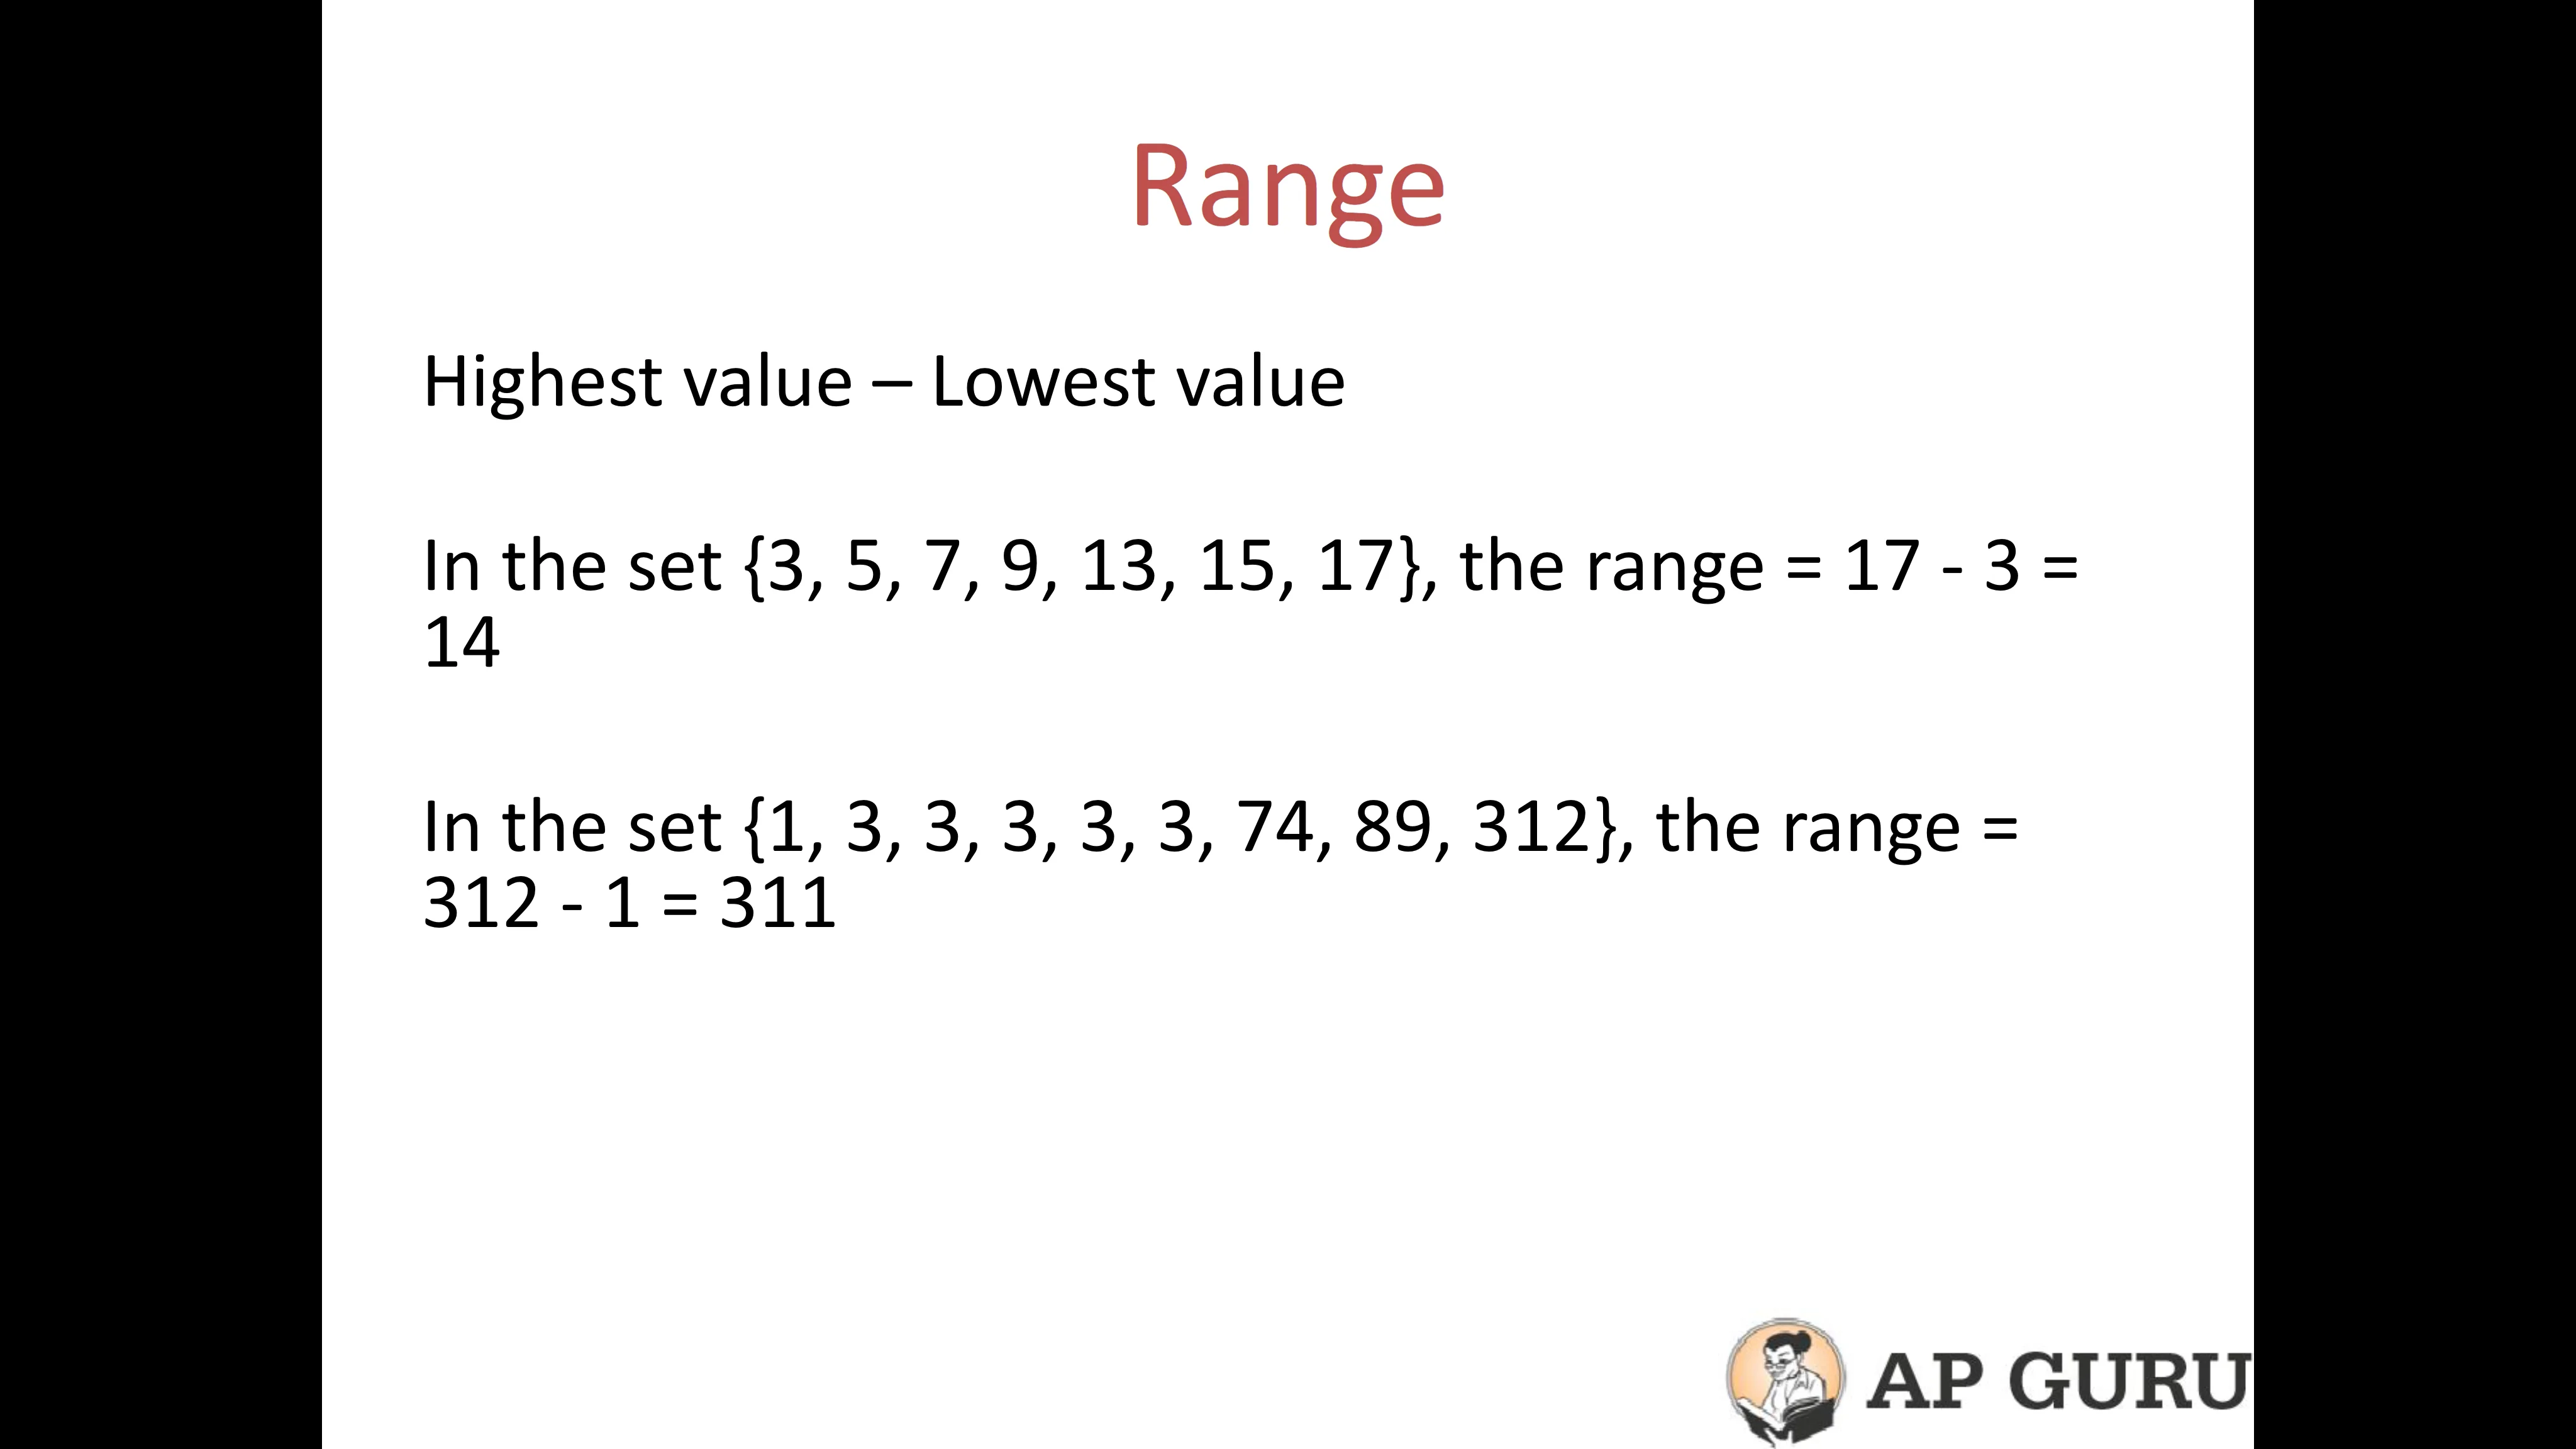 Range
Highest value – Lowest value
In the set {3, 5, 7, 9, 13, 15, 17}, the range = 17 - 3 =
14
In the set {1, 3, 3, 3, 3, 3, 74, 89, 312}, the range =
312 - 1 = 311
AP GURU